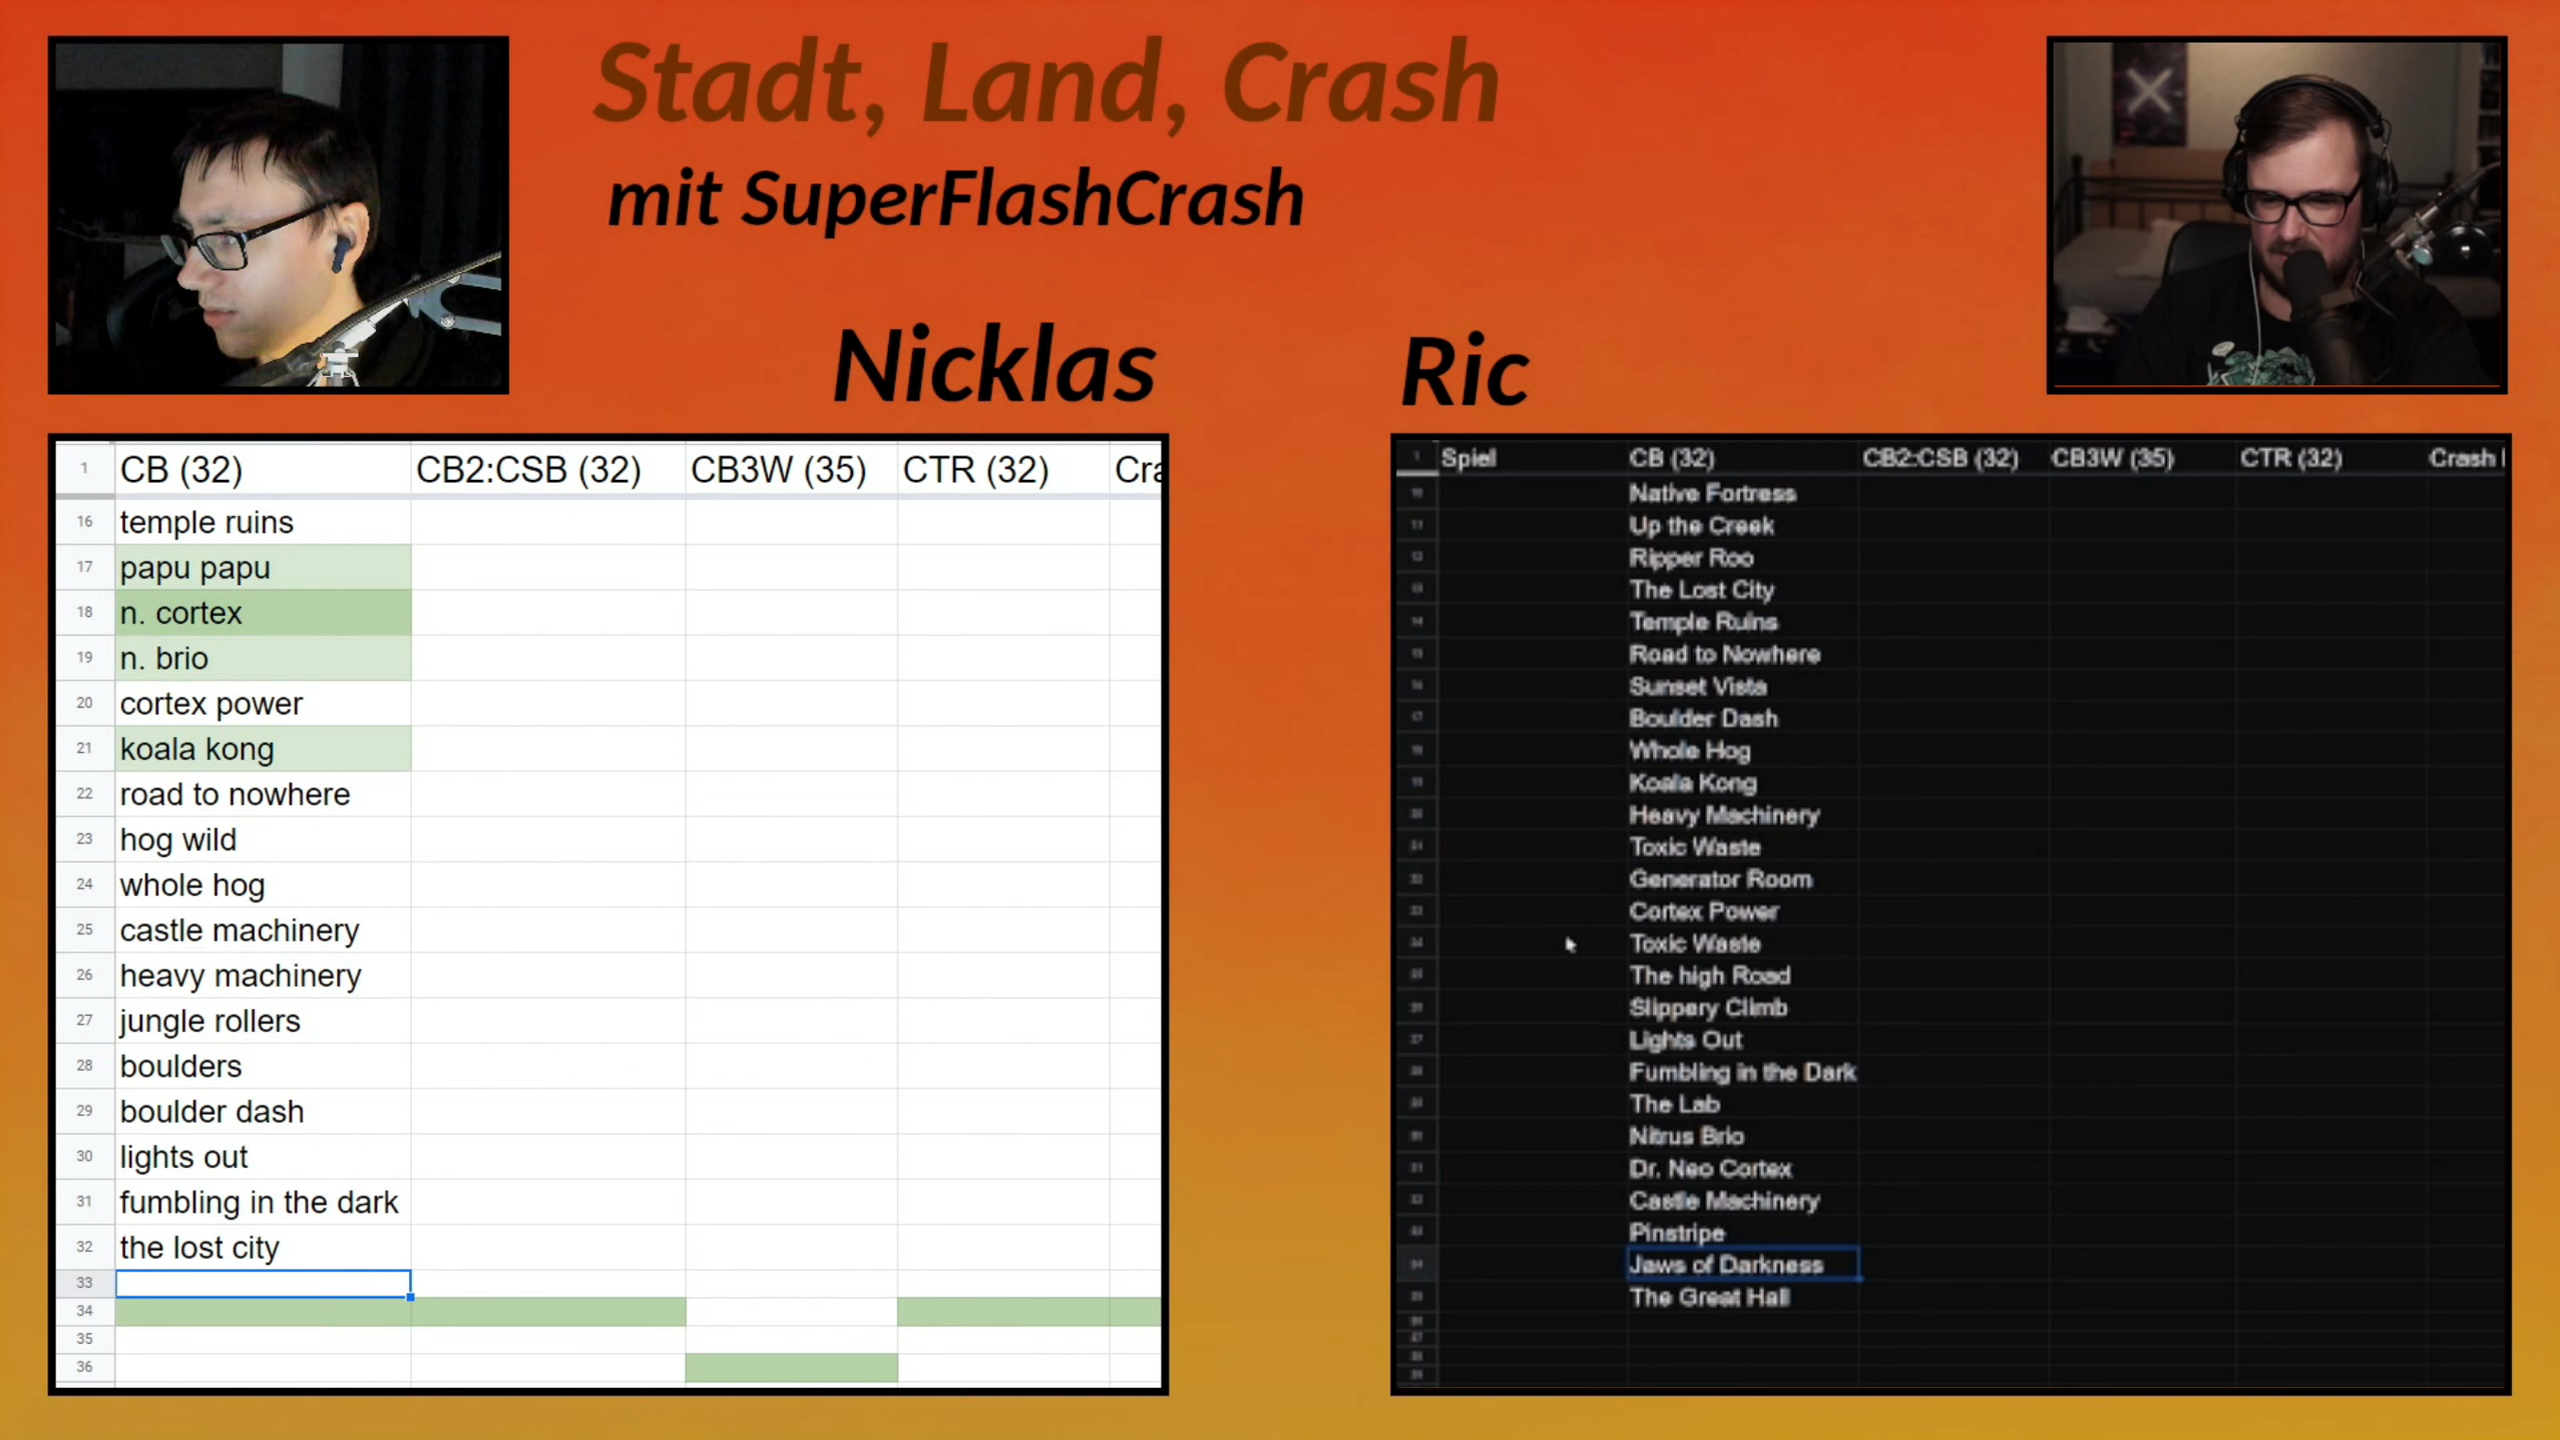 Stadt, Land, Crash
mit SuperFlashCrash
Nicklas
Ric
1 CB (32) CB2:CSB (32) CB3W (35) CTR (32) Cra
16 temple ruins
17 papu papu
18 n. cortex
19 n. brio
20 cortex power
21 koala kong
22 road to nowhere
23 hog wild
24 whole hog
25 castle machinery
26 heavy machinery
27 jungle rollers
28 boulders
29 boulder dash
30 lights out
31 fumbling in the dark
32 the lost city
33
34
35
36
Spiel CB (32) CB2:CSB (32) CB3W (35) CTR (32) Crash
Native Fortress
Up the Creek
Ripper Roo
The Lost City
Temple Ruins
Road to Nowhere
Sunset Vista
Boulder Dash
Whole Hog
Koala Kong
Heavy Machinery
Toxic Waste
Generator Room
Cortex Power
Toxic Waste
The high Road
Slippery Climb
Lights Out
Fumbling in the Dark
The Lab
Nitrus Brio
Dr. Neo Cortex
Castle Machinery
Pinstripe
Jaws of Darkness
The Great Hall